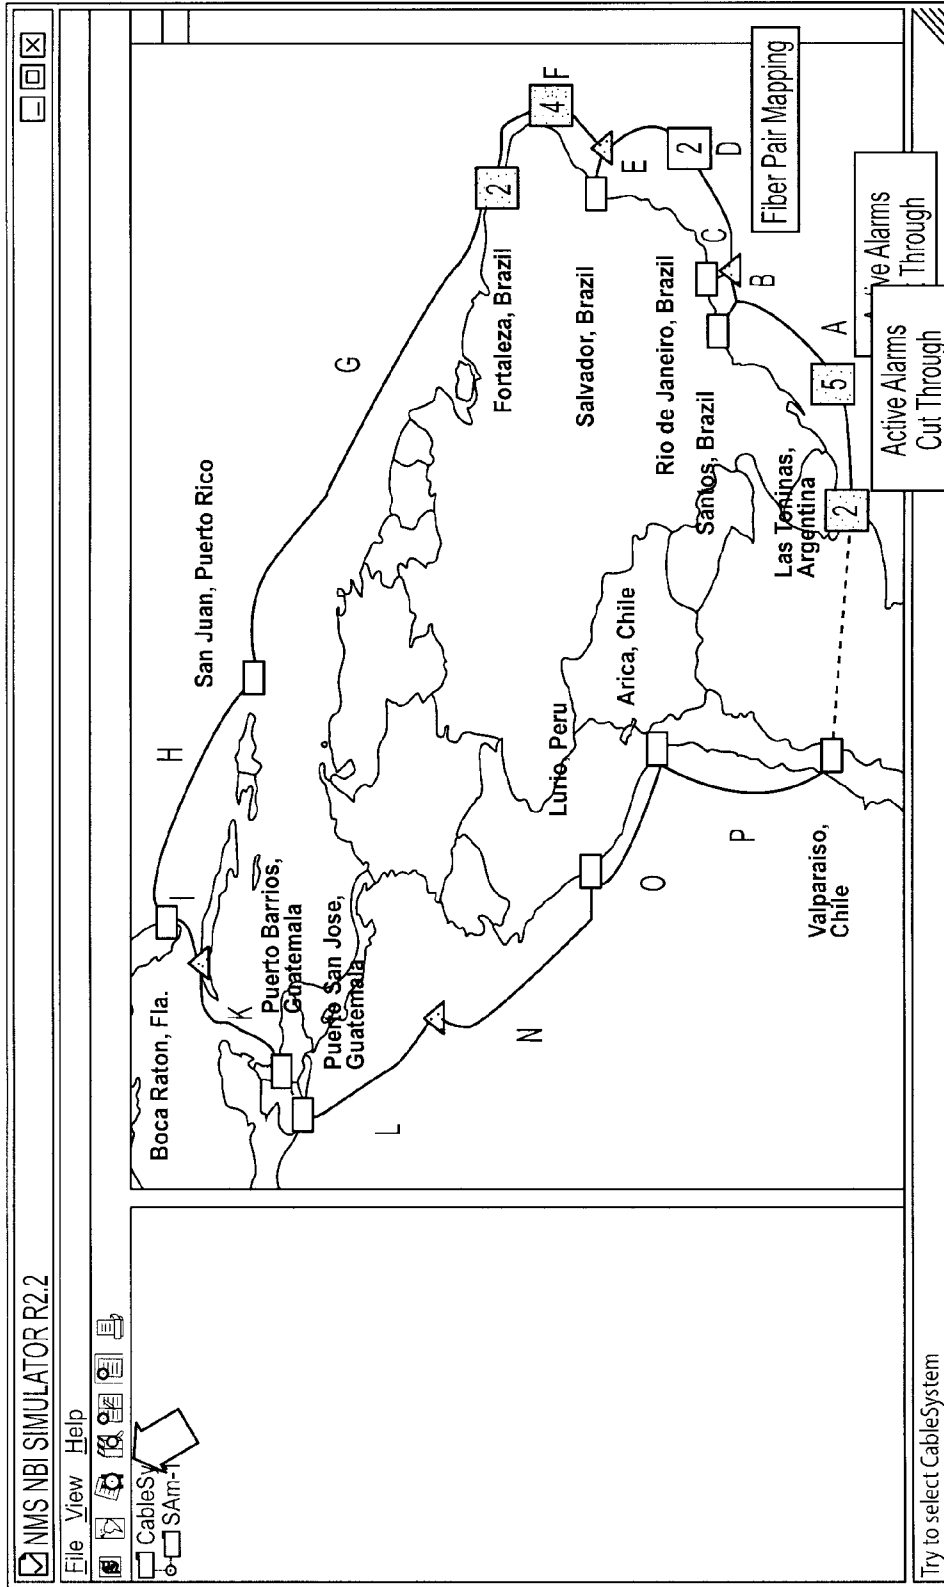 NMS NBI SIMULATOR R2.2
File View Help
CableSy
SAm-1
Boca Raton, Fla.
I
H
San Juan, Puerto Rico
G
K
Puerto Barrios,
Guatemala
Puerto San Jose,
Guatemala
L
N
Fortaleza, Brazil
2
4
F
Salvador, Brazil
E
2
D
Lurio, Peru
O
Arica, Chile
Rio de Janeiro, Brazil
C
B
Santos, Brazil
Fiber Pair Mapping
P
Valparaiso,
Chile
Las Toninas,
Argentina
2
5
A
Through
Active Alarms
Cut Through
Try to select CableSystem